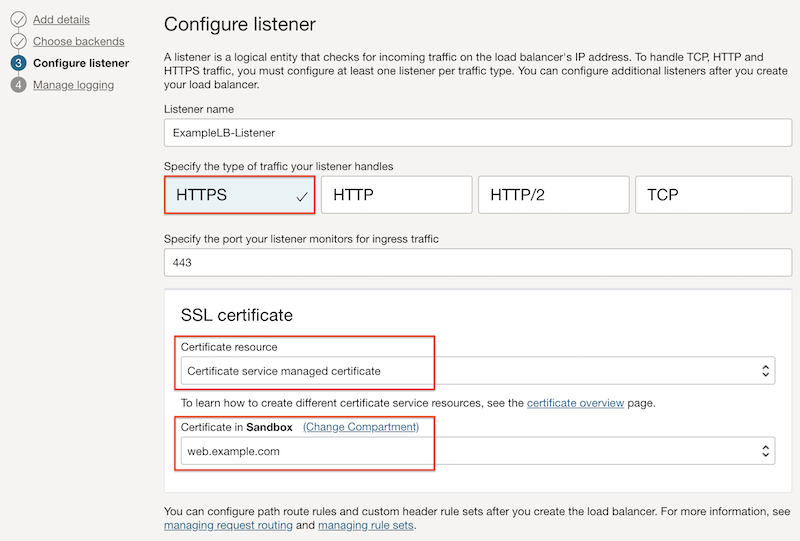 Add details
Choose backends
3 Configure listener
4 Manage logging
Configure listener
A listener is a logical entity that checks for incoming traffic on the load balancer's IP address. To handle TCP, HTTP and
HTTPS traffic, you must configure at least one listener per traffic type. You can configure additional listeners after you create
your load balancer.
Listener name
ExampleLB-Listener
Specify the type of traffic your listener handles
HTTPS HTTP HTTP/2 TCP
Specify the port your listener monitors for ingress traffic
443
SSL certificate
Certificate resource
Certificate service managed certificate
To learn how to create different certificate service resources, see the certificate overview page.
Certificate in Sandbox (Change Compartment)
web.example.com
You can configure path route rules and custom header rule sets after you create the load balancer. For more information, see
managing request routing and managing rule sets.